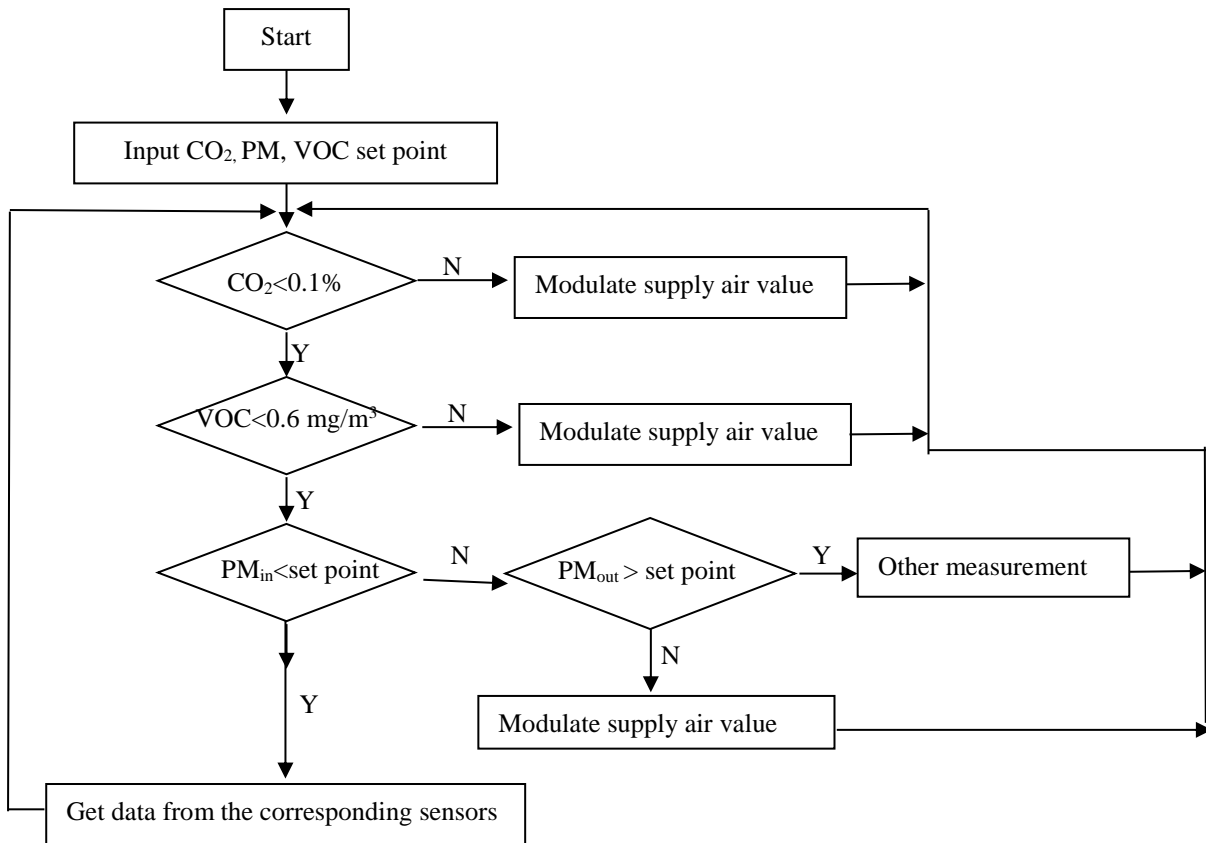 Start
Input CO₂, PM, VOC set point
CO₂<0.1%
N
Modulate supply air value
Y
VOC<0.6 mg/m³
N
Modulate supply air value
Y
PMᵢₙ<set point
N
PMₒᵤₜ > set point
Y
Other measurement
N
Y
Modulate supply air value
Get data from the corresponding sensors